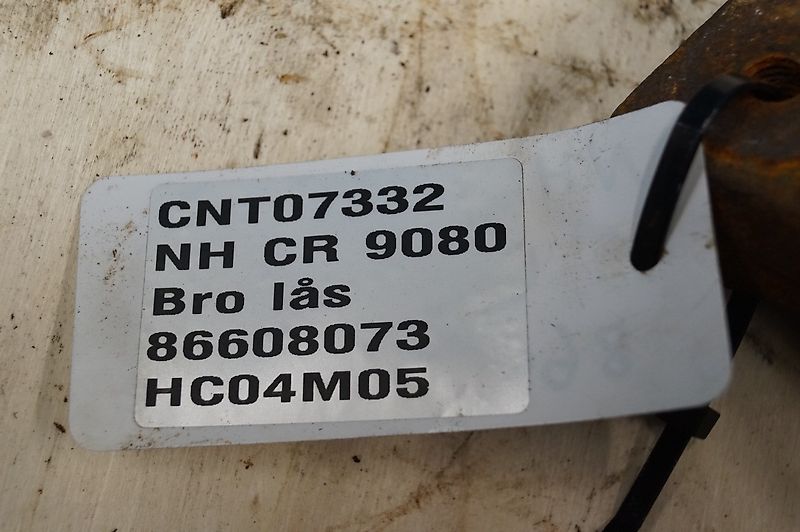 CNT07332
NH CR 9080
Bro lås
86608073
HC04M05